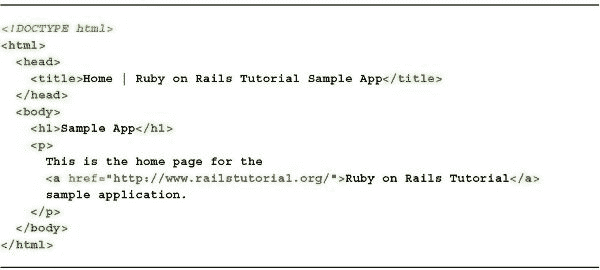 <!DOCTYPE html>
<html>
  <head>
    <title>Home | Ruby on Rails Tutorial Sample App</title>
  </head>
  <body>
    <h1>Sample App</h1>
    <p>
      This is the home page for the
      <a href="http://www.railstutorial.org/">Ruby on Rails Tutorial</a>
      sample application.
    </p>
  </body>
</html>